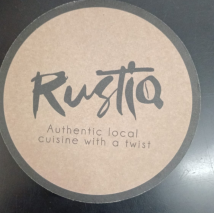 Rustiq
Authentic local
cuisine with a twist